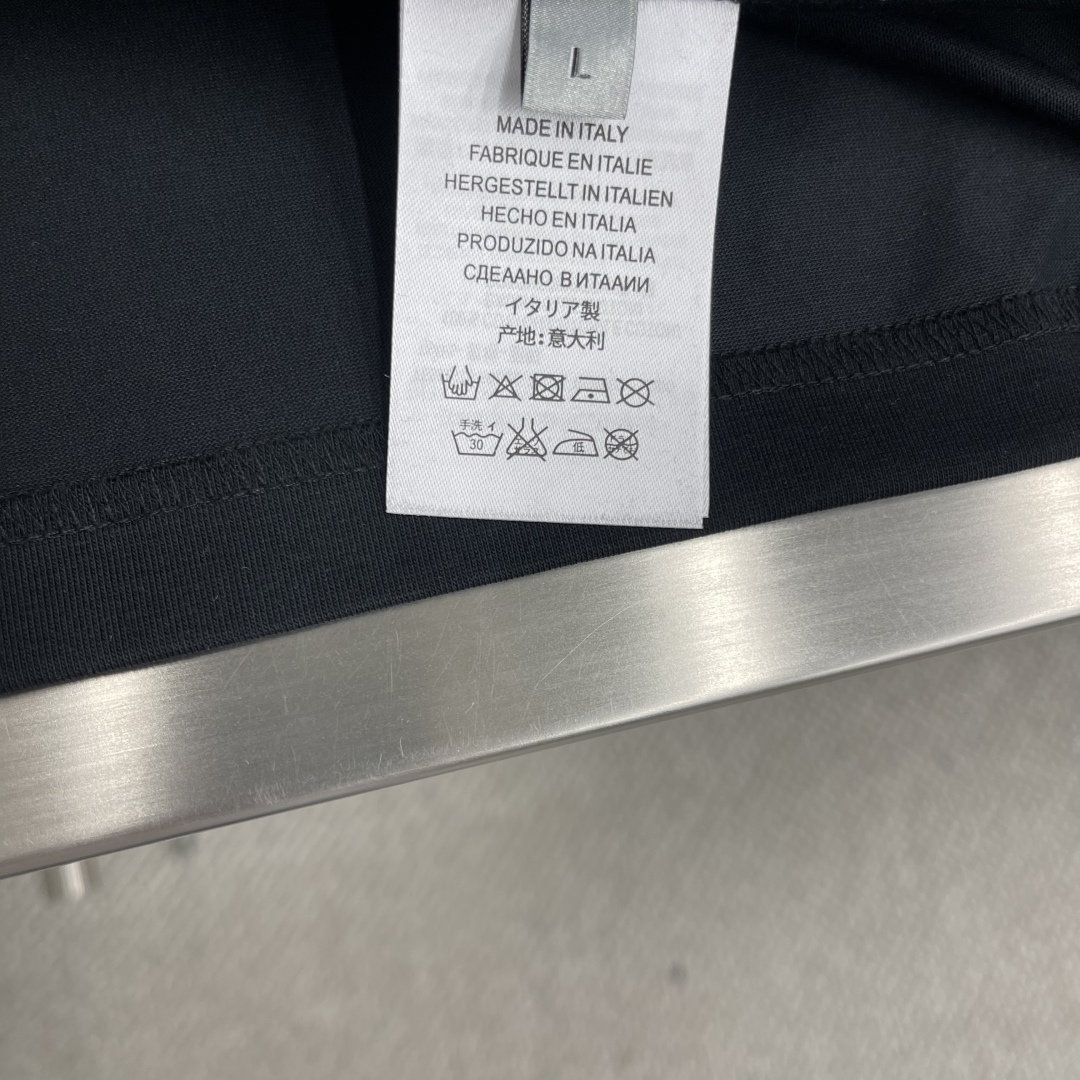 L
MADE IN ITALY
FABRIQUE EN ITALIE
HERGESTELLT IN ITALIEN
HECHO EN ITALIA
PRODUZIDO NA ITALIA
СДЕААНО В ИТААИИ
イタリア製
产地:意大利
手洗 イ
30
低